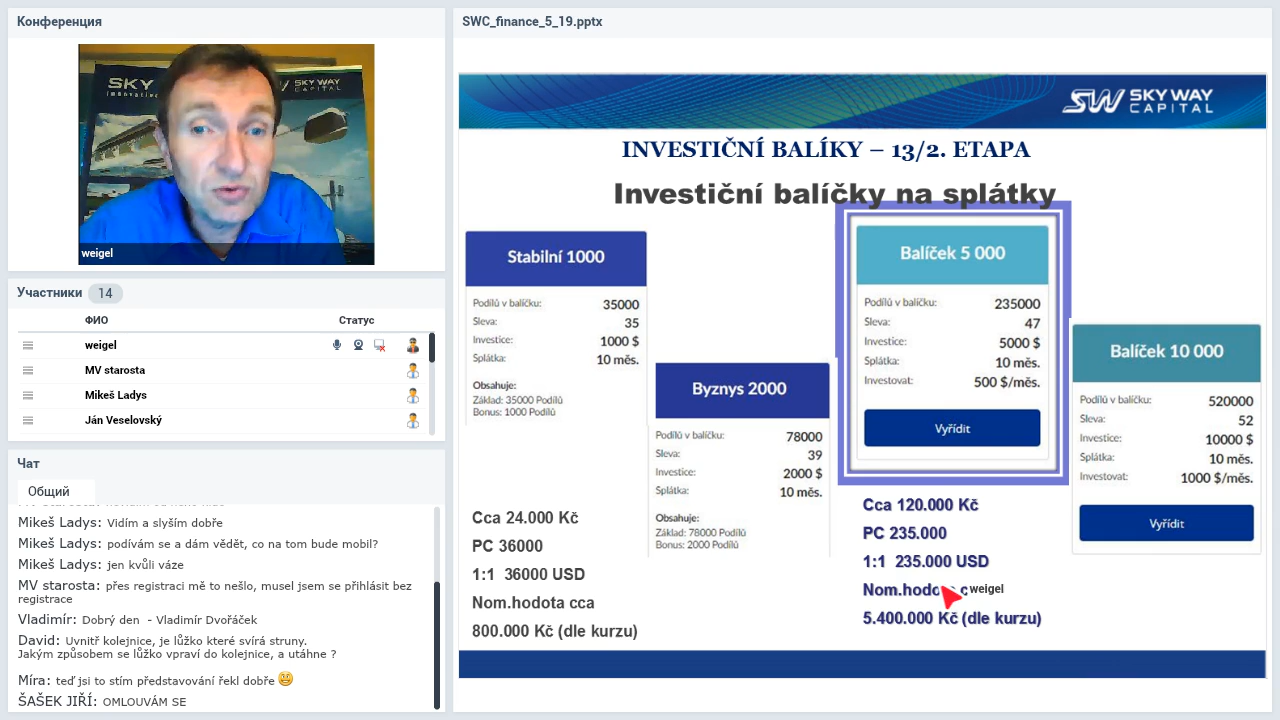 Конференция
SKY
weigel
Участники 14
ФИО Статус
weigel
MV starosta
Mikeš Ladys
Ján Veselovský
Чат
Общий
Mikeš Ladys: Vidím a slyším dobře
Mikeš Ladys: podívám se a dám vědět, co na tom bude mobil?
Mikeš Ladys: jen kvůli váze
MV starosta: přes registraci mě to nešlo, musel jsem se přihlásit bez
registrace
Vladimír: Dobrý den - Vladimír Dvořáček
David: Uvnitř kolejnice, je lůžko které svírá struny.
Jakým způsobem se lůžko vpraví do kolejnice, a utáhne ?
Míra: teď jsi to stím představování řekl dobře
ŠAŠEK JIŘÍ: OMLOUVÁM SE
SWC_finance_5_19.pptx
SW SKY WAY
CAPITAL
INVESTIČNÍ BALÍKY – 13/2. ETAPA
Investiční balíčky na splátky
Stabilní 1000
Podílů v balíčku: 35000
Sleva: 35
Investice: 1000 $
Splátka: 10 měs.
Obsahuje:
Základ: 35000 Podílů
Bonus: 1000 Podílů
Cca 24.000 Kč
PC 36000
1:1 36000 USD
Nom.hodota cca
800.000 Kč (dle kurzu)
Byznys 2000
Podílů v balíčku: 78000
Sleva: 39
Investice: 2000 $
Splátka: 10 měs.
Obsahuje:
Základ: 78000 Podílů
Bonus: 2000 Podílů
Balíček 5 000
Podílů v balíčku: 235000
Sleva: 47
Investice: 5000 $
Splátka: 10 měs.
Investovat: 500 $/měs.
Vyřídit
Cca 120.000 Kč
PC 235.000
1:1 235.000 USD
Nom.hodo
weigel
5.400.000 Kč (dle kurzu)
Balíček 10 000
Podílů v balíčku: 520000
Sleva: 52
Investice: 10000 $
Splátka: 10 měs.
Investovat: 1000 $/měs.
Vyřídit